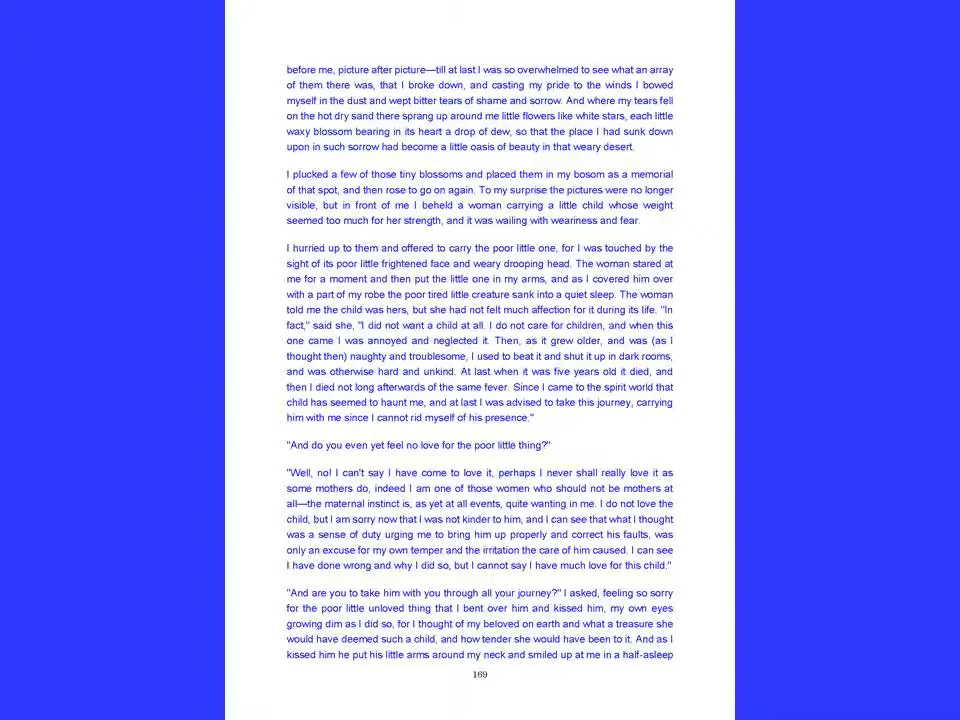 before me, picture after picture—till at last I was so overwhelmed to see what an array
of them there was, that I broke down, and casting my pride to the winds I bowed
myself in the dust and wept bitter tears of shame and sorrow. And where my tears fell
on the hot dry sand there sprang up around me little flowers like white stars, each little
waxy blossom bearing in its heart a drop of dew, so that the place I had sunk down
upon in such sorrow had become a little oasis of beauty in that weary desert.
I plucked a few of those tiny blossoms and placed them in my bosom as a memorial
of that spot, and then rose to go on again. To my surprise the pictures were no longer
visible, but in front of me I beheld a woman carrying a little child whose weight
seemed too much for her strength, and it was wailing with weariness and fear.
I hurried up to them and offered to carry the poor little one, for I was touched by the
sight of its poor little frightened face and weary drooping head. The woman stared at
me for a moment and then put the little one in my arms, and as I covered him over
with a part of my robe the poor tired little creature sank into a quiet sleep. The woman
told me the child was hers, but she had not felt much affection for it during its life. "In
fact," said she, "I did not want a child at all. I do not care for children, and when this
one came I was annoyed and neglected it. Then, as it grew older, and was (as I
thought then) naughty and troublesome, I used to beat it and shut it up in dark rooms,
and was otherwise hard and unkind. At last when it was five years old it died, and
then I died not long afterwards of the same fever. Since I came to the spirit world that
child has seemed to haunt me, and at last I was advised to take this journey, carrying
him with me since I cannot rid myself of his presence."
"And do you even yet feel no love for the poor little thing?"
"Well, no! I can't say I have come to love it, perhaps I never shall really love it as
some mothers do, indeed I am one of those women who should not be mothers at
all—the maternal instinct is, as yet at all events, quite wanting in me. I do not love the
child, but I am sorry now that I was not kinder to him, and I can see that what I thought
was a sense of duty urging me to bring him up properly and correct his faults, was
only an excuse for my own temper and the irritation the care of him caused. I can see
I have done wrong and why I did so, but I cannot say I have much love for this child."
"And are you to take him with you through all your journey?" I asked, feeling so sorry
for the poor little unloved thing that I bent over him and kissed him, my own eyes
growing dim as I did so, for I thought of my beloved on earth and what a treasure she
would have deemed such a child, and how tender she would have been to it. And as I
kissed him he put his little arms around my neck and smiled up at me in a half-asleep
169